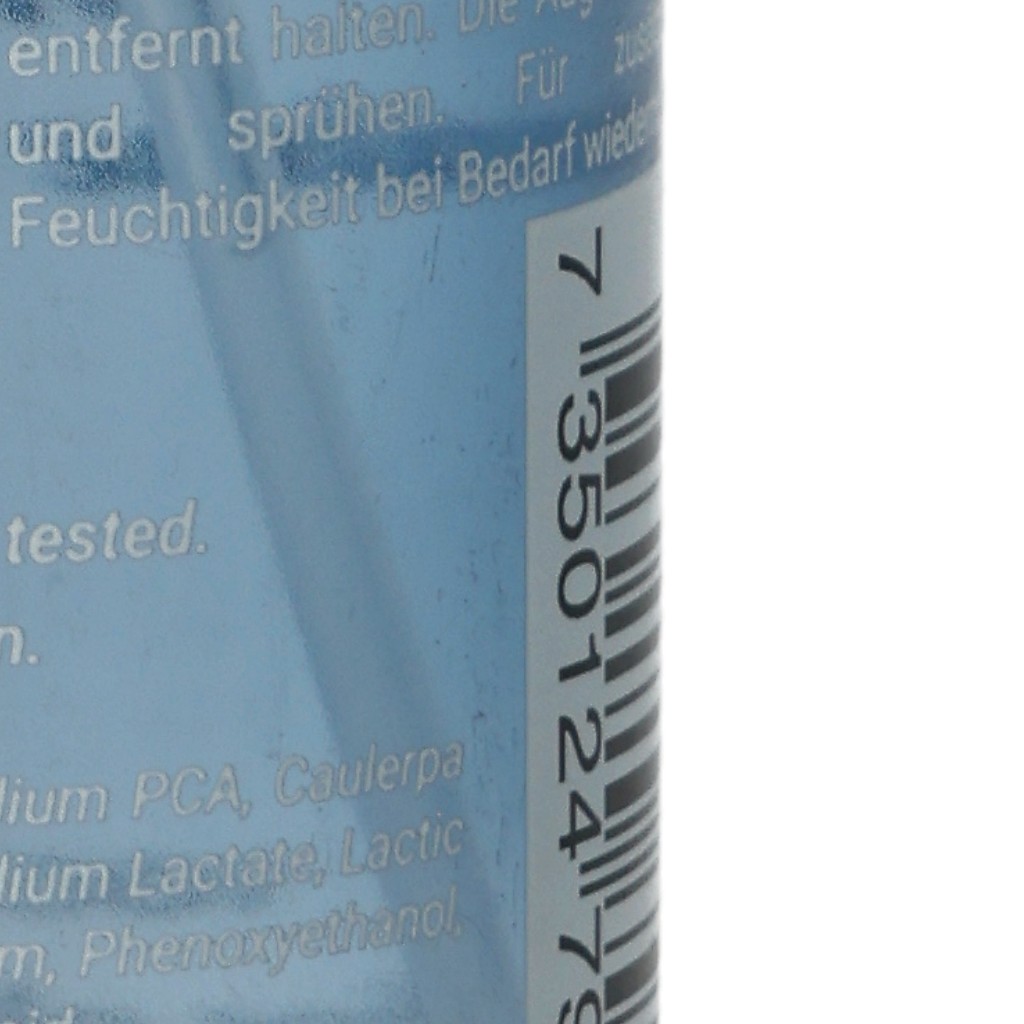 entfernt halten. Die
und sprühen. Für
Feuchtigkeit bei Bedarf
tested.
n.
lium PCA, Caulerpa
lium Lactate, Lactic
m, Phenoxyethanol,
7 350124 79